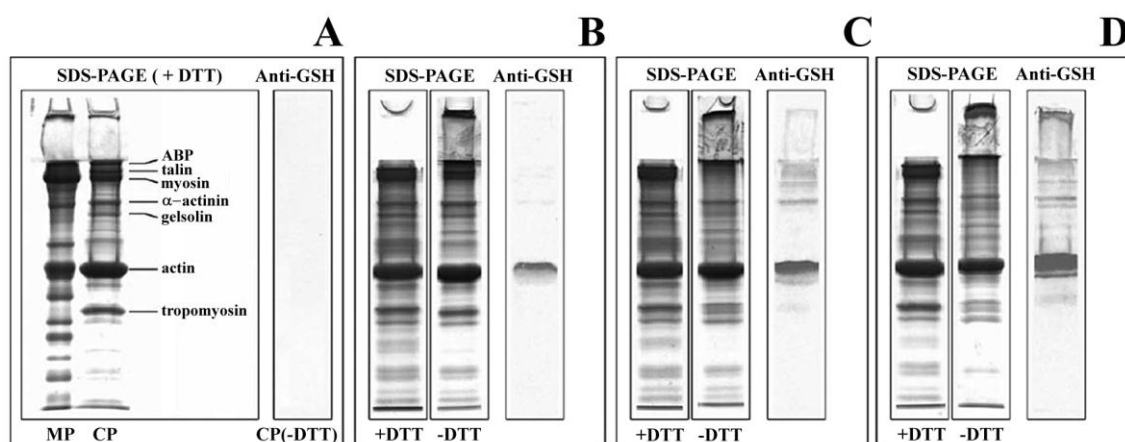 A B C D
SDS-PAGE ( + DTT) Anti-GSH SDS-PAGE Anti-GSH SDS-PAGE Anti-GSH SDS-PAGE Anti-GSH
ABP
talin
myosin
α−actinin
gelsolin
actin
tropomyosin
MP CP CP(-DTT) +DTT -DTT +DTT -DTT +DTT -DTT